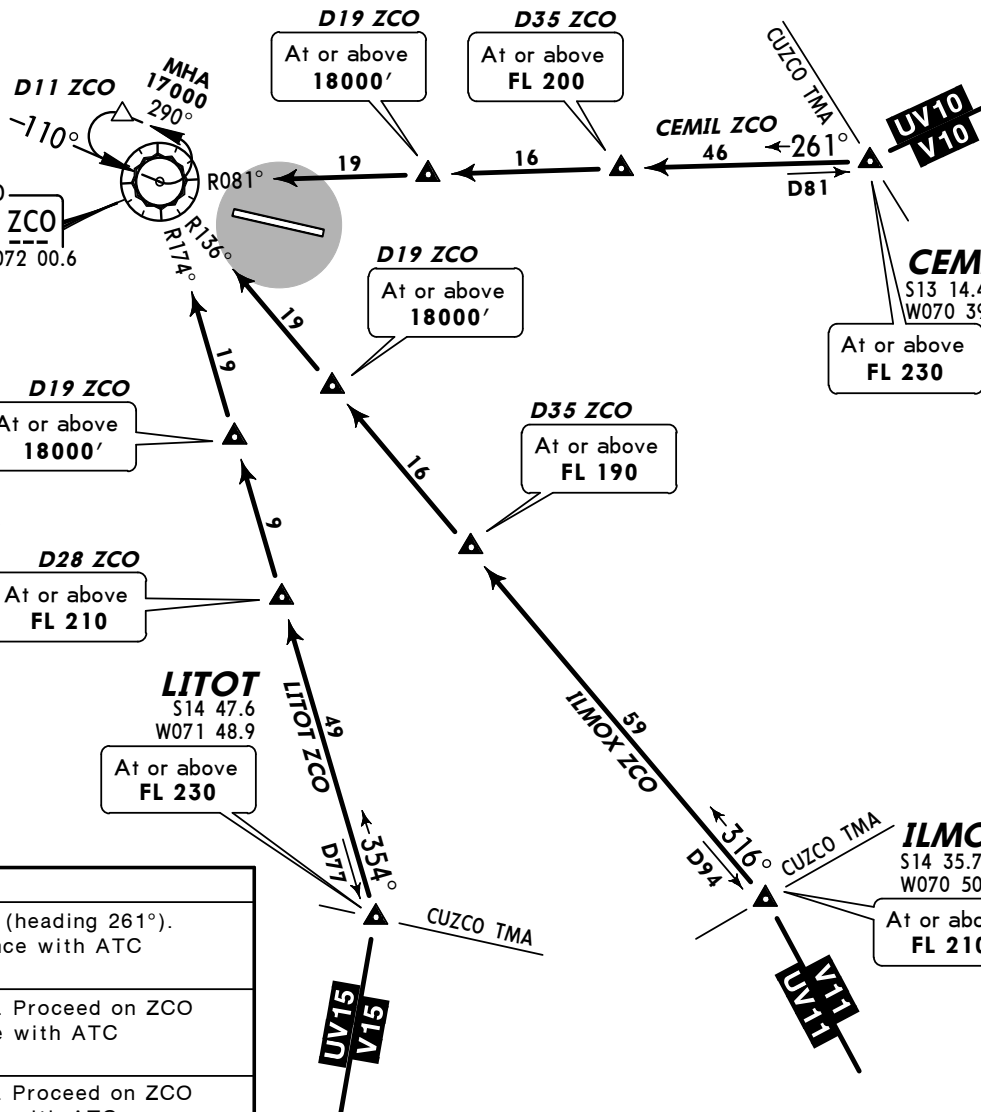 D19 ZCO
At or above
18000′
D35 ZCO
At or above
FL 200
CUZCO TMA
UV10
V10
D11 ZCO
MHA
17000
290°
110°
CEMIL ZCO
261°
46
D81
16
19
R081°
R136°
R174°
ZCO
072 00.6
CEM
S13 14.4
W070 39
At or above
FL 230
D19 ZCO
At or above
18000′
19
19
D19 ZCO
At or above
18000′
16
D35 ZCO
At or above
FL 190
9
D28 ZCO
At or above
FL 210
LITOT
S14 47.6
W071 48.9
At or above
FL 230
49
LITOT ZCO
59
ILMOX ZCO
354°
D77
CUZCO TMA
316°
D94
CUZCO TMA
ILMO
S14 35.7
W070 50
At or abo
FL 210
UV15
V15
V11
UV11
(heading 261°).
nce with ATC
. Proceed on ZCO
e with ATC
. Proceed on ZCO
with ATC